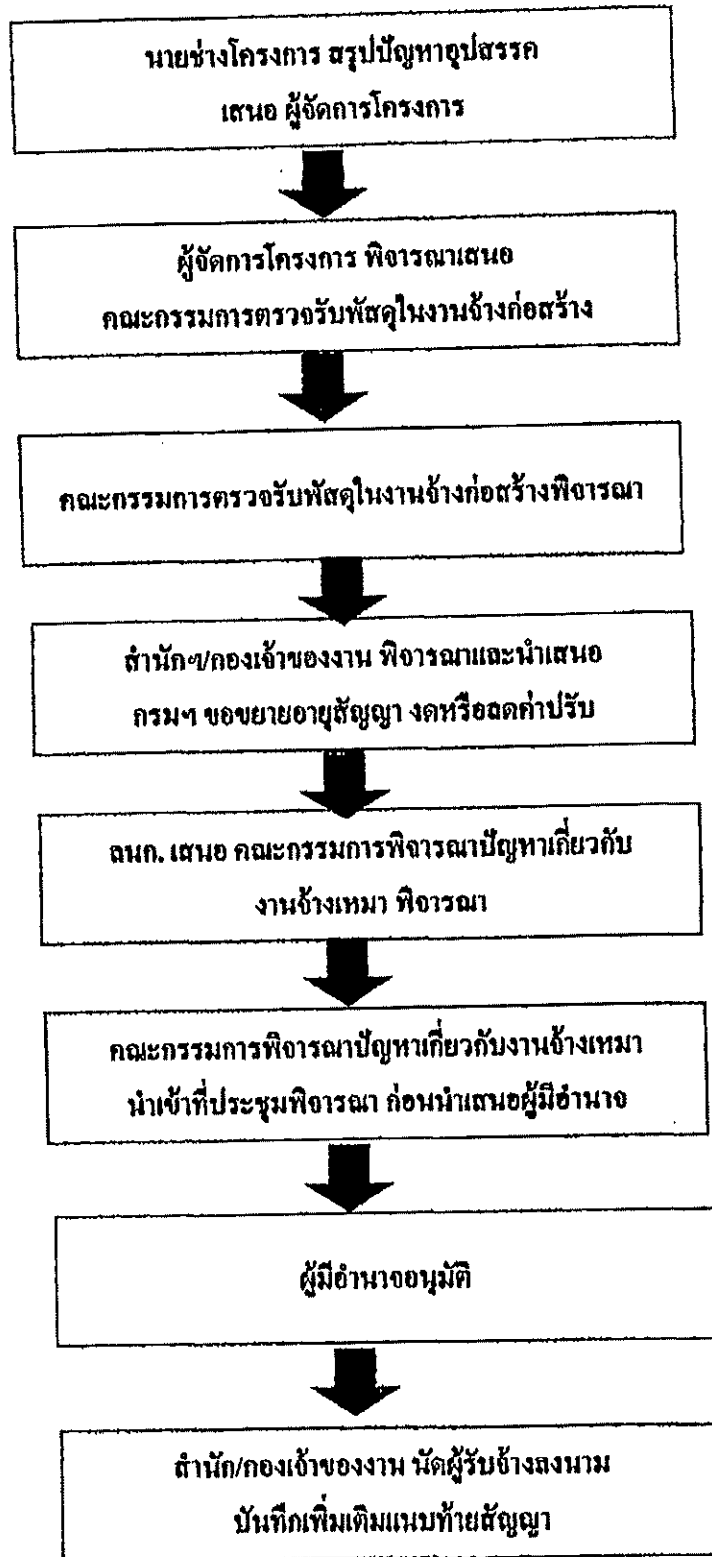 นายช่างโครงการ สรุปปัญหาอุปสรรค
เสนอ ผู้จัดการโครงการ
ผู้จัดการโครงการ พิจารณาเสนอ
คณะกรรมการตรวจรับพัสดุในงานจ้างก่อสร้าง
คณะกรรมการตรวจรับพัสดุในงานจ้างก่อสร้างพิจารณา
สำนักฯ/กองเจ้าของงาน พิจารณาและนำเสนอ
กรมฯ ขอขยายอายุสัญญา งดหรือลดค่าปรับ
ลนก. เสนอ คณะกรรมการพิจารณาปัญหาเกี่ยวกับ
งานจ้างเหมา พิจารณา
คณะกรรมการพิจารณาปัญหาเกี่ยวกับงานจ้างเหมา
นำเข้าที่ประชุมพิจารณา ก่อนนำเสนอผู้มีอำนาจ
ผู้มีอำนาจอนุมัติ
สำนัก/กองเจ้าของงาน นัดผู้รับจ้างลงนาม
บันทึกเพิ่มเติมแนบท้ายสัญญา